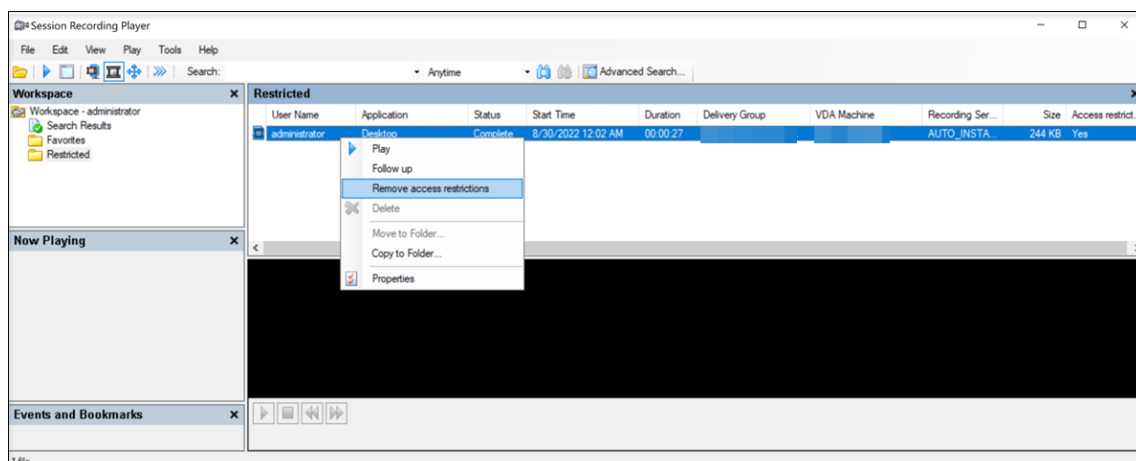 Session Recording Player
File Edit View Play Tools Help
Search: Anytime Advanced Search...
Workspace
Workspace - administrator
Search Results
Favorites
Restricted
Restricted
User Name Application Status Start Time Duration Delivery Group VDA Machine Recording Ser... Size Access restrict.
administrator Desktop Complete 8/30/2022 12:02 AM 00:00:27 AUTO_INSTA... 244 KB Yes
Play
Follow up
Remove access restrictions
Delete
Move to Folder...
Copy to Folder...
Properties
Now Playing
Events and Bookmarks
1 file